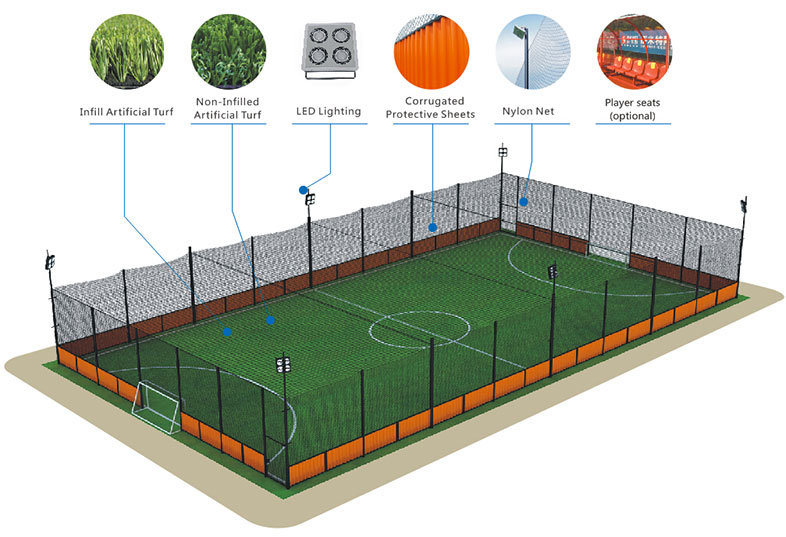 Infill Artificial Turf
Non-Infilled
Artificial Turf
LED Lighting
Corrugated
Protective Sheets
Nylon Net
Player seats
(optional)